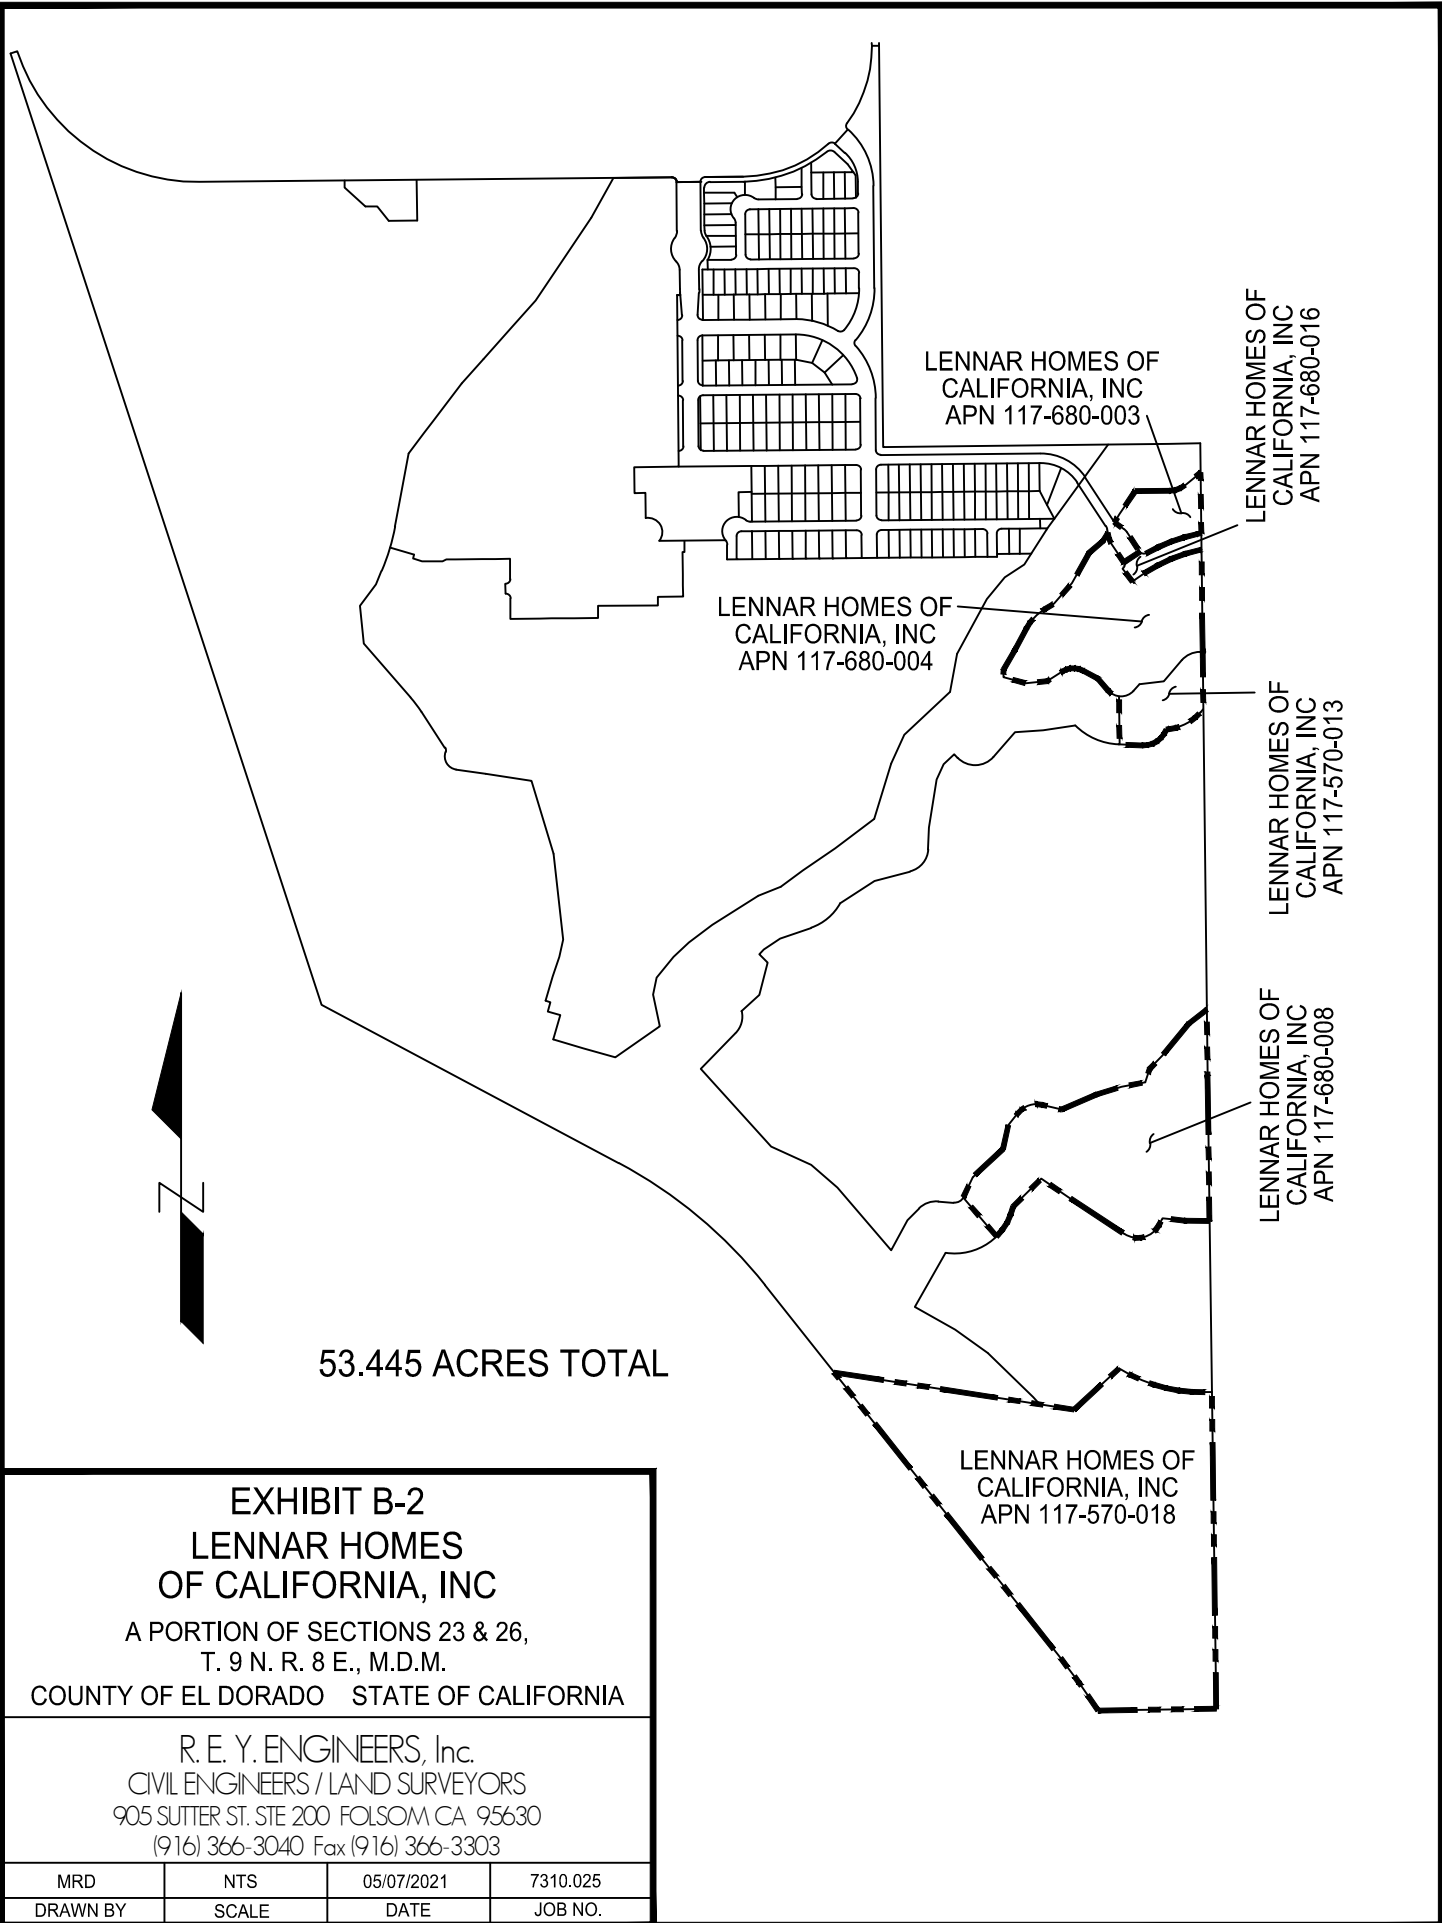 LENNAR HOMES OF
CALIFORNIA, INC
APN 117-680-003
LENNAR HOMES OF
CALIFORNIA, INC
APN 117-680-016
LENNAR HOMES OF
CALIFORNIA, INC
APN 117-680-004
LENNAR HOMES OF
CALIFORNIA, INC
APN 117-570-013
LENNAR HOMES OF
CALIFORNIA, INC
APN 117-680-008
N
53.445 ACRES TOTAL
LENNAR HOMES OF
CALIFORNIA, INC
APN 117-570-018
EXHIBIT B-2
LENNAR HOMES
OF CALIFORNIA, INC
A PORTION OF SECTIONS 23 & 26,
T. 9 N. R. 8 E., M.D.M.
COUNTY OF EL DORADO STATE OF CALIFORNIA
R. E. Y. ENGINEERS, Inc.
CIVIL ENGINEERS / LAND SURVEYORS
905 SUTTER ST. STE 200 FOLSOM CA 95630
(916) 366-3040 Fax (916) 366-3303
MRD NTS 05/07/2021 7310.025
DRAWN BY SCALE DATE JOB NO.